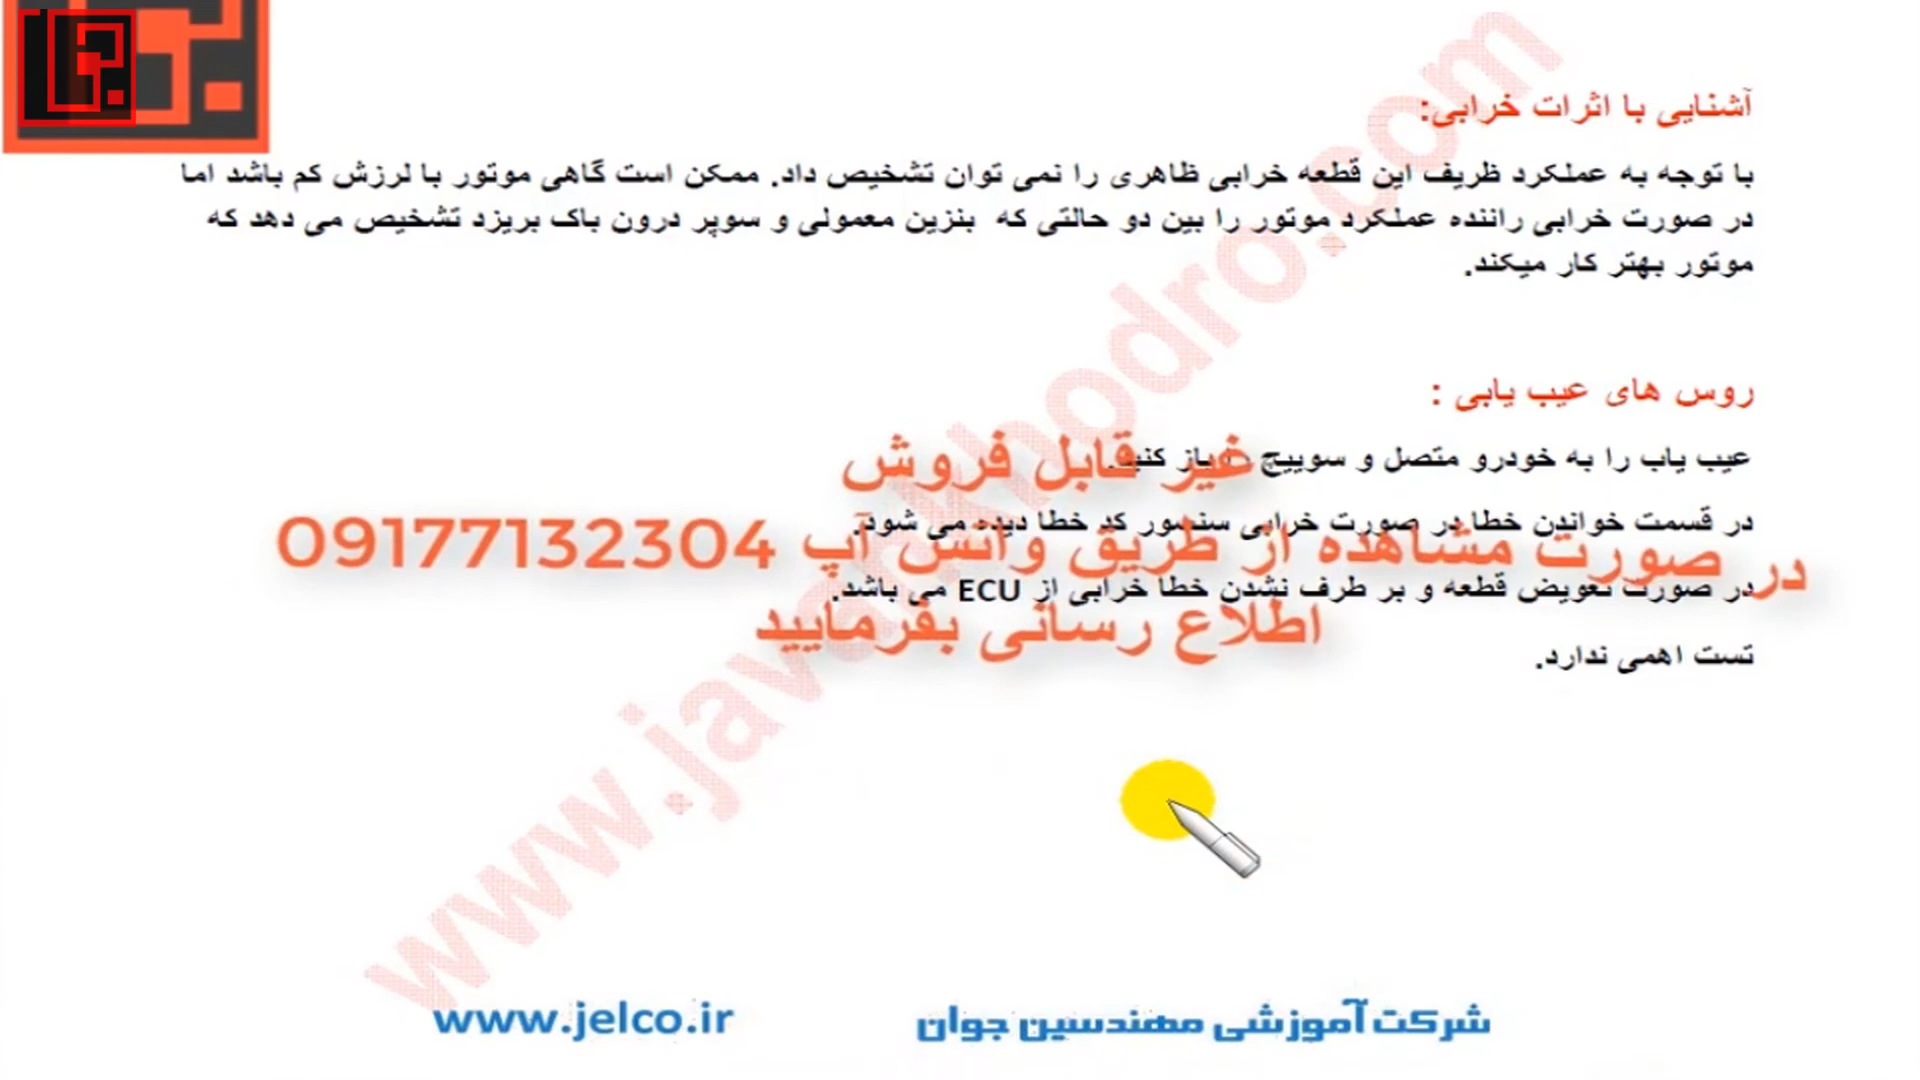 آشنایی با اثرات خرابی:
با توجه به عملکرد ظریف این قطعه خرابی ظاهری را نمی توان تشخیص داد. ممکن است گاهی موتور با لرزش کم باشد اما
در صورت خرابی راننده عملکرد موتور را بین دو حالتی که بنزین معمولی و سوپر درون باک بریزد تشخیص می دهد که
موتور بهتر کار میکند.
روس های عیب یابی :
عیب یاب را به خودرو متصل و سوییچ باز کنید.
در قسمت خواندن خطا در صورت خرابی سنسور کد خطا دیده می شود.
در صورت تعویض قطعه و بر طرف نشدن خطا خرابی از ECU می باشد.
تست اهمی ندارد.
غیر قابل فروش
در صورت مشاهده از طریق واتس آپ 09177132304
اطلاع رسانی بفرمایید
www.javankhodro.com
شرکت آموزشی مهندسین جوان
www.jelco.ir